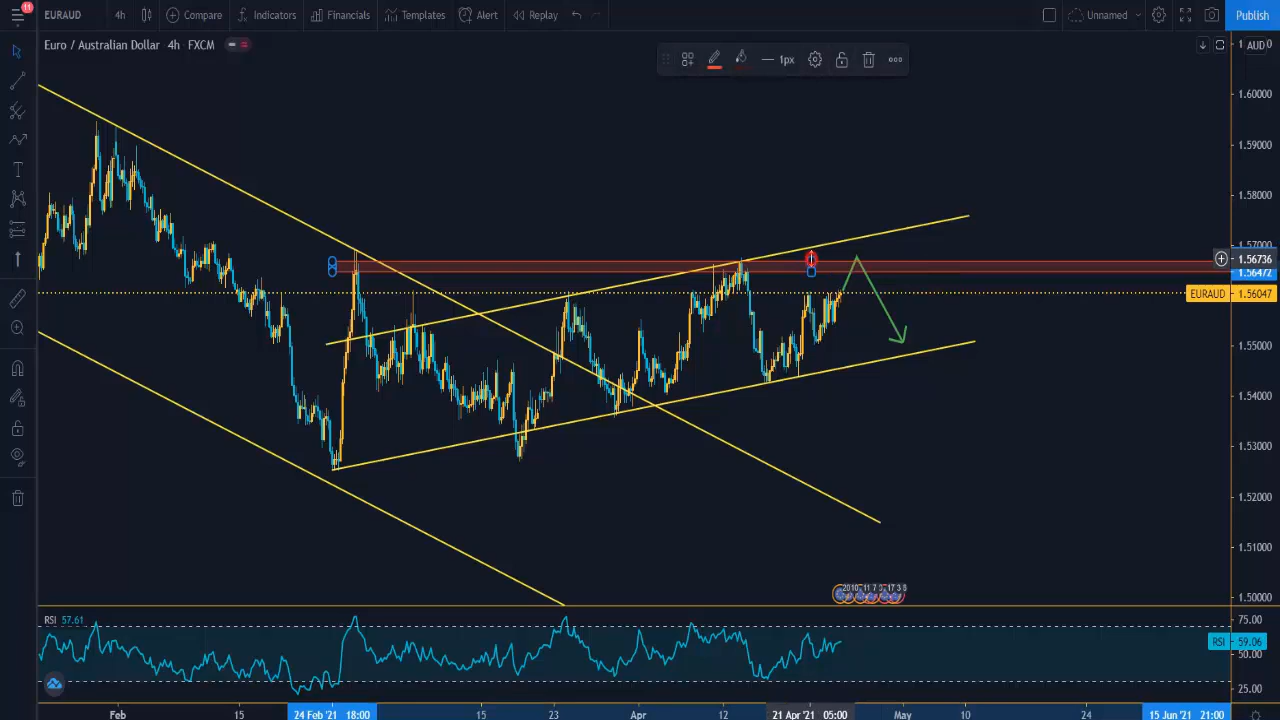 11
EURAUD 4h Compare Indicators Financials Templates Alert Replay Unnamed Publish
Euro / Australian Dollar 4h FXCM
1px
AUD
1.60000
1.59000
1.58000
1.57000
1.56736
1.56472
EURAUD 1.56047
1.55000
1.54000
1.53000
1.52000
1.51000
1.50000
RSI 57.61
75.00
RSI 59.06
50.00
25.00
Feb 15 24 Feb '21 18:00 15 23 Apr 12 21 Apr '21 05:00 May 10 24 15 Jun '21 21:00